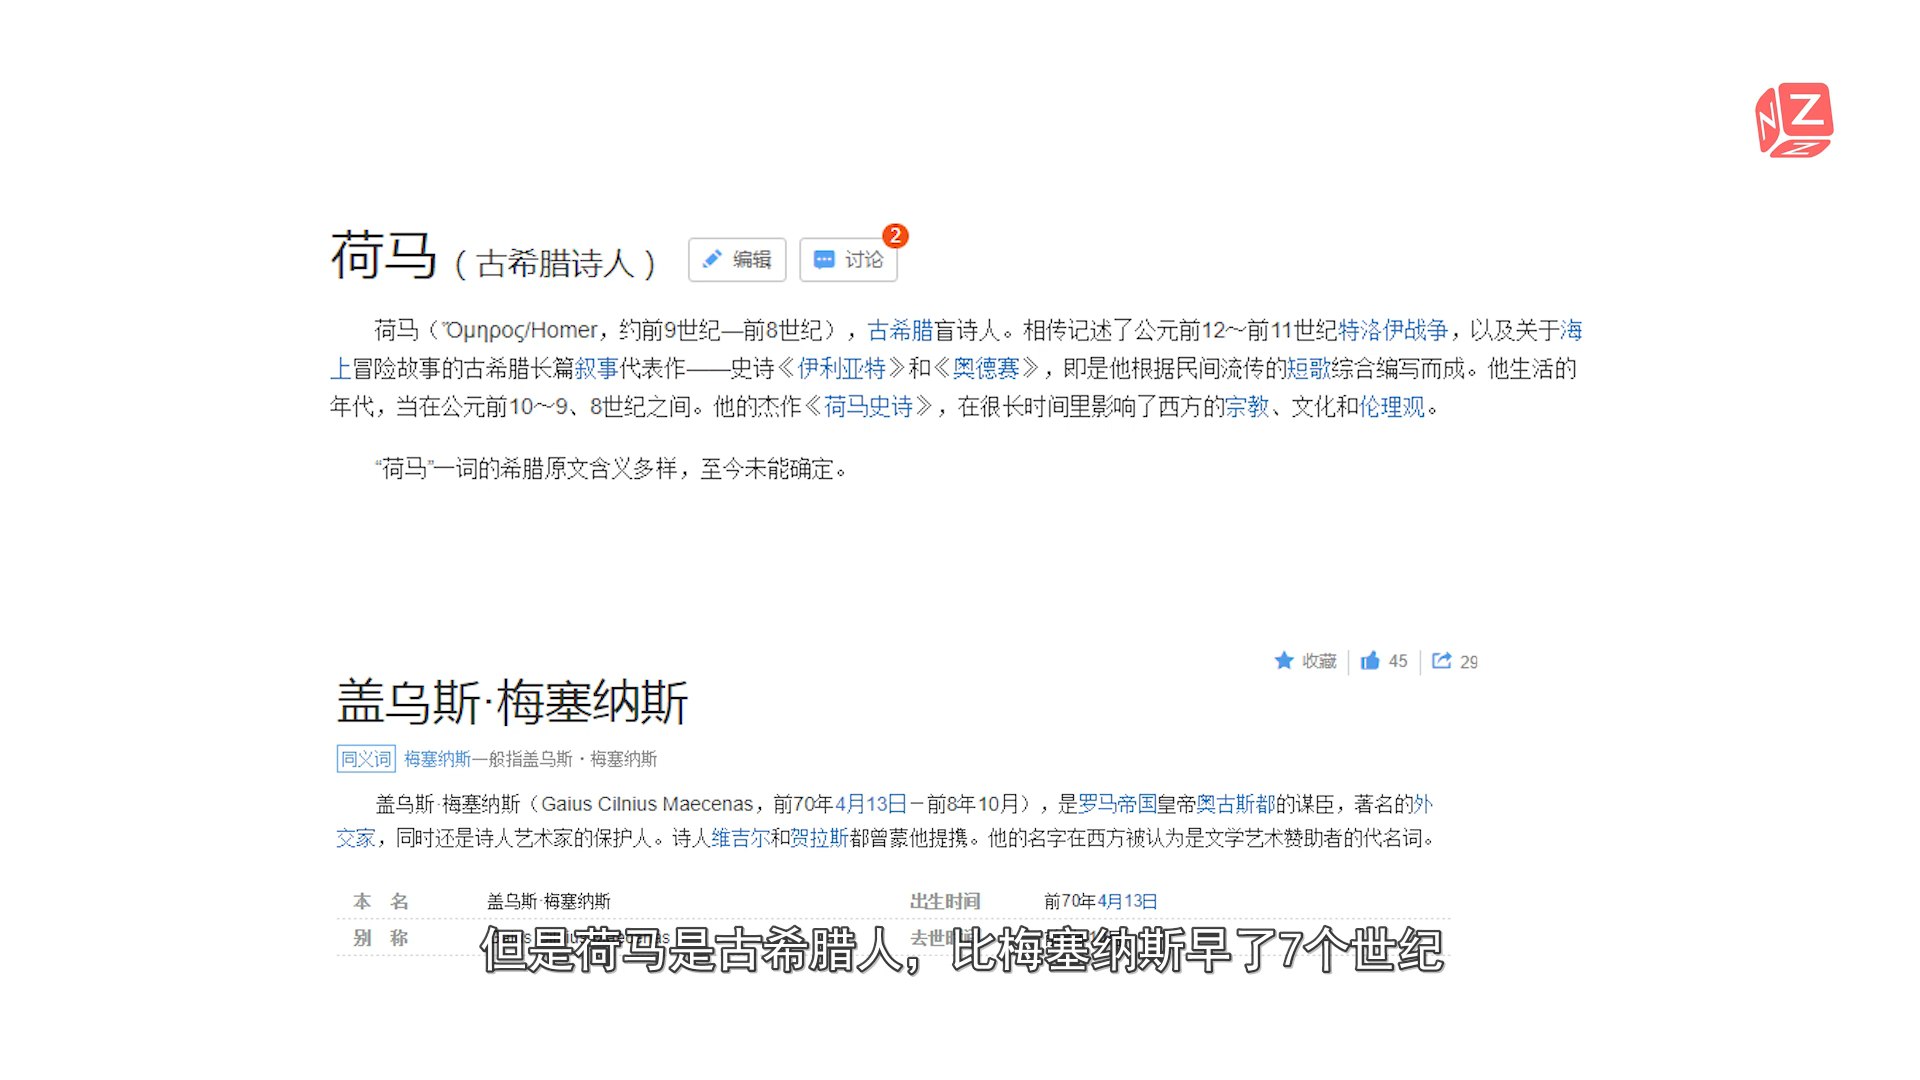 NZZ
荷马（古希腊诗人） 编辑 讨论 2
荷马（Ὅμηρος/Homer，约前9世纪—前8世纪），古希腊盲诗人。相传记述了公元前12～前11世纪特洛伊战争，以及关于海
上冒险故事的古希腊长篇叙事代表作——史诗《伊利亚特》和《奥德赛》，即是他根据民间流传的短歌综合编写而成。他生活的
年代，当在公元前10～9、8世纪之间。他的杰作《荷马史诗》，在很长时间里影响了西方的宗教、文化和伦理观。
“荷马”一词的希腊原文含义多样，至今未能确定。
收藏 45 29
盖乌斯·梅塞纳斯
同义词 梅塞纳斯一般指盖乌斯·梅塞纳斯
盖乌斯·梅塞纳斯（Gaius Cilnius Maecenas，前70年4月13日－前8年10月），是罗马帝国皇帝奥古斯都的谋臣，著名的外
交家，同时还是诗人艺术家的保护人。诗人维吉尔和贺拉斯都曾蒙他提携。他的名字在西方被认为是文学艺术赞助者的代名词。
本 名 盖乌斯·梅塞纳斯 出生时间 前70年4月13日
别 称 去世时间
但是荷马是古希腊人，比梅塞纳斯早了7个世纪